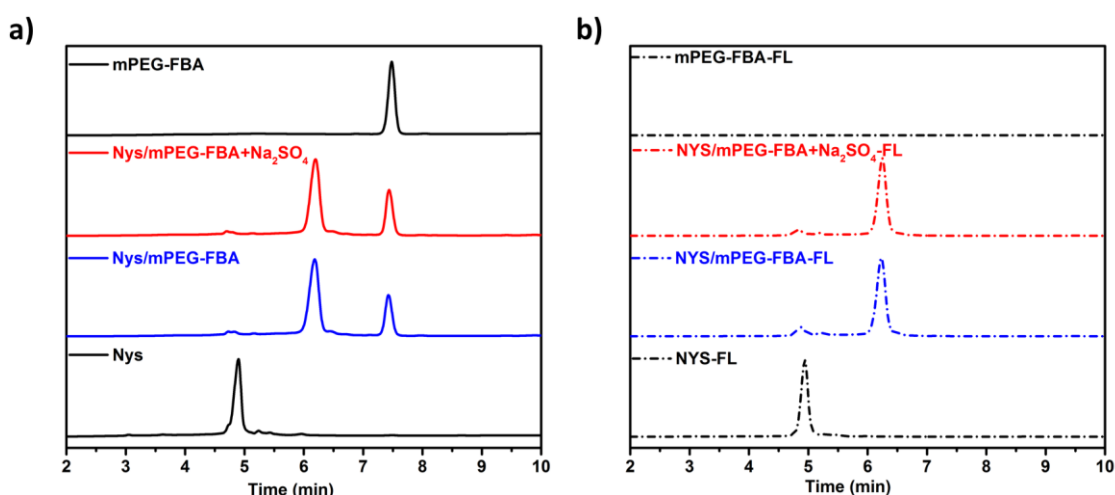 a)
mPEG-FBA
Nys/mPEG-FBA+Na₂SO₄
Nys/mPEG-FBA
Nys
2 3 4 5 6 7 8 9 10
Time (min)
b)
mPEG-FBA-FL
NYS/mPEG-FBA+Na₂SO₄-FL
NYS/mPEG-FBA-FL
NYS-FL
2 3 4 5 6 7 8 9 10
Time (min)